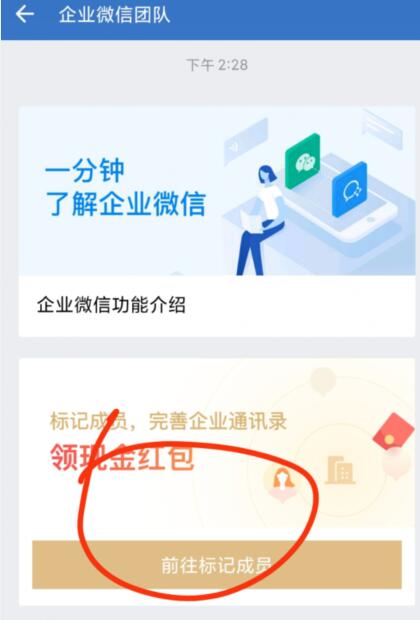 企业微信团队
下午 2:28
一分钟
了解企业微信
企业微信功能介绍
标记成员，完善企业通讯录
领现金红包
前往标记成员